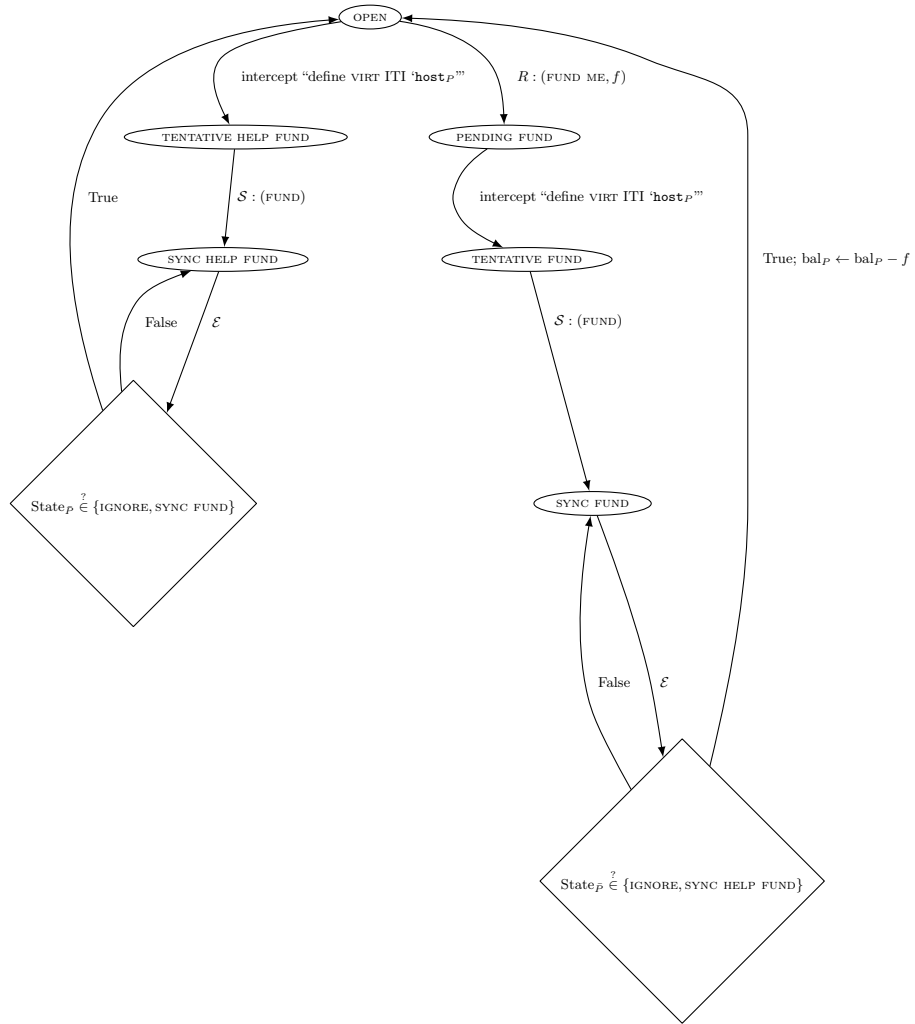 OPEN
intercept “define VIRT ITI ‘host_P’”
R : (FUND ME, f)
TENTATIVE HELP FUND
PENDING FUND
True
S : (FUND)
intercept “define VIRT ITI ‘host_P’”
SYNC HELP FUND
TENTATIVE FUND
True; bal_P ← bal_P − f
False
ℰ
S : (FUND)
State_P̄ ∈? {IGNORE, SYNC FUND}
SYNC FUND
False
ℰ
State_P̄ ∈? {IGNORE, SYNC HELP FUND}